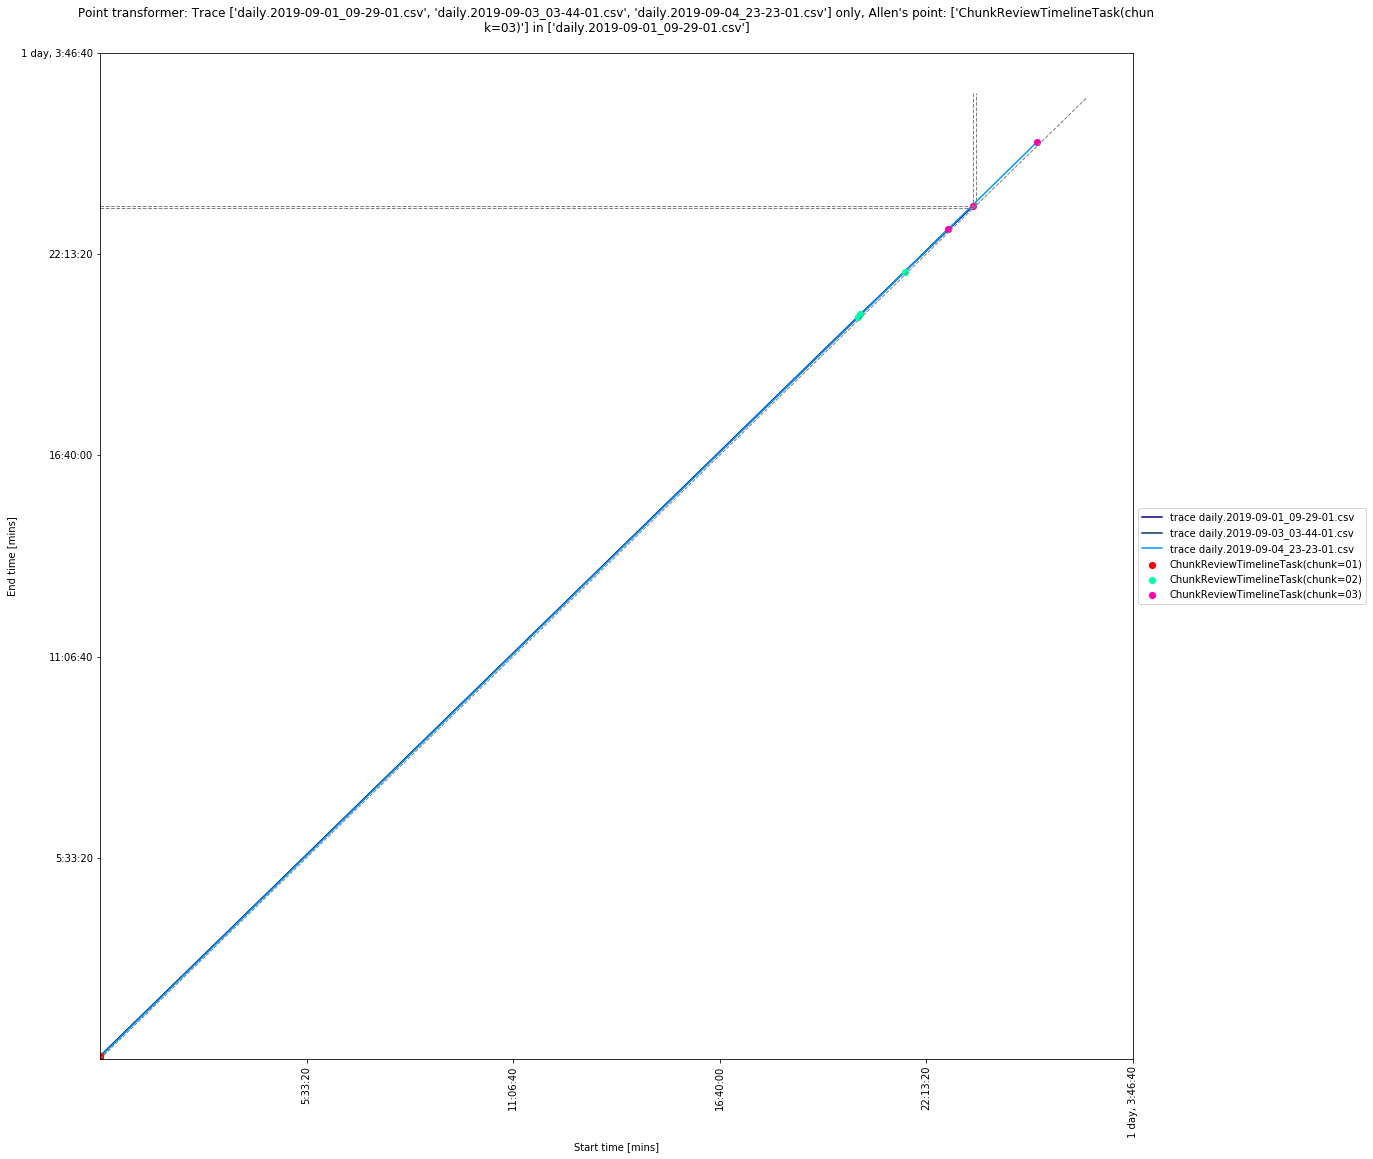 Point transformer: Trace ['daily.2019-09-01_09-29-01.csv', 'daily.2019-09-03_03-44-01.csv', 'daily.2019-09-04_23-23-01.csv'] only, Allen's point: ['ChunkReviewTimelineTask(chun
k=03)'] in ['daily.2019-09-01_09-29-01.csv']
1 day, 3:46:40
22:13:20
16:40:00
11:06:40
5:33:20
End time [mins]
trace daily.2019-09-01_09-29-01.csv
trace daily.2019-09-03_03-44-01.csv
trace daily.2019-09-04_23-23-01.csv
ChunkReviewTimelineTask(chunk=01)
ChunkReviewTimelineTask(chunk=02)
ChunkReviewTimelineTask(chunk=03)
5:33:20
11:06:40
16:40:00
22:13:20
1 day, 3:46:40
Start time [mins]